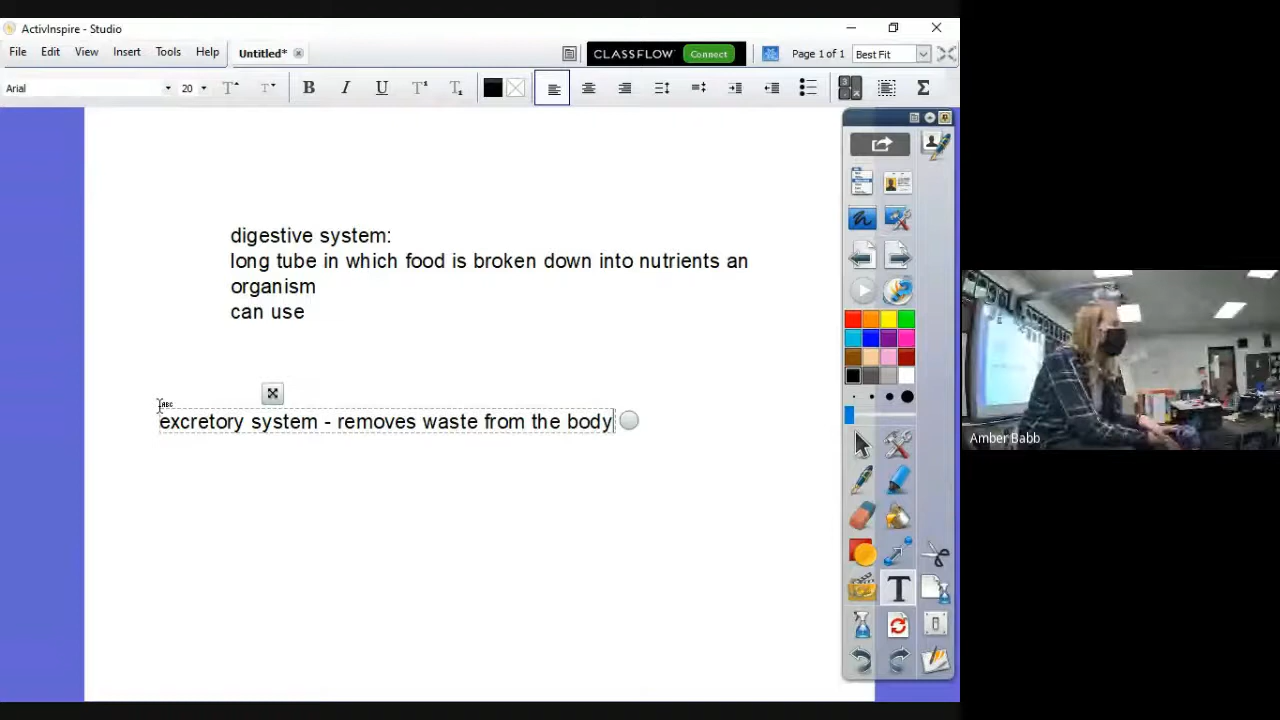 ActivInspire - Studio
File Edit View Insert Tools Help Untitled* CLASSFLOW Connect Page 1 of 1 Best Fit
Arial 20 B I U T T Σ
digestive system:
long tube in which food is broken down into nutrients an
organism
can use
ABC
excretory system - removes waste from the body
T
Amber Babb